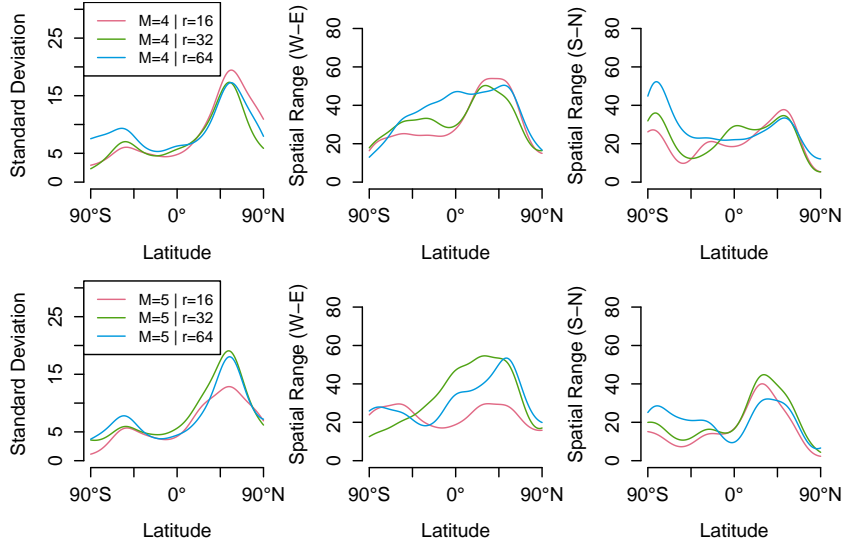 Standard Deviation
5
15
25
M=4 | r=16
M=4 | r=32
M=4 | r=64
90°S
0°
90°N
Latitude
Spatial Range (W−E)
0
20
40
60
80
90°S
0°
90°N
Latitude
Spatial Range (S−N)
0
20
40
60
80
90°S
0°
90°N
Latitude
Standard Deviation
0
5
15
25
M=5 | r=16
M=5 | r=32
M=5 | r=64
90°S
0°
90°N
Latitude
Spatial Range (W−E)
0
20
40
60
80
90°S
0°
90°N
Latitude
Spatial Range (S−N)
0
20
40
60
80
90°S
0°
90°N
Latitude